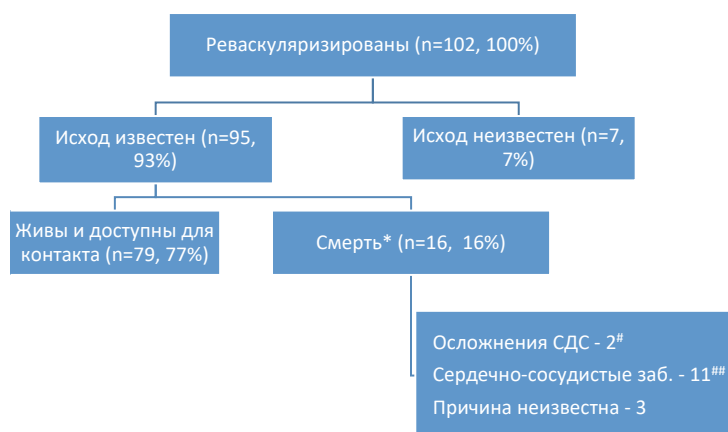 Реваскуляризированы (n=102, 100%)
Исход известен (n=95,
93%)
Исход неизвестен (n=7,
7%)
Живы и доступны для
контакта (n=79, 77%)
Смерть* (n=16, 16%)
Осложнения СДС - 2#
Сердечно-сосудистые заб. - 11##
Причина неизвестна - 3